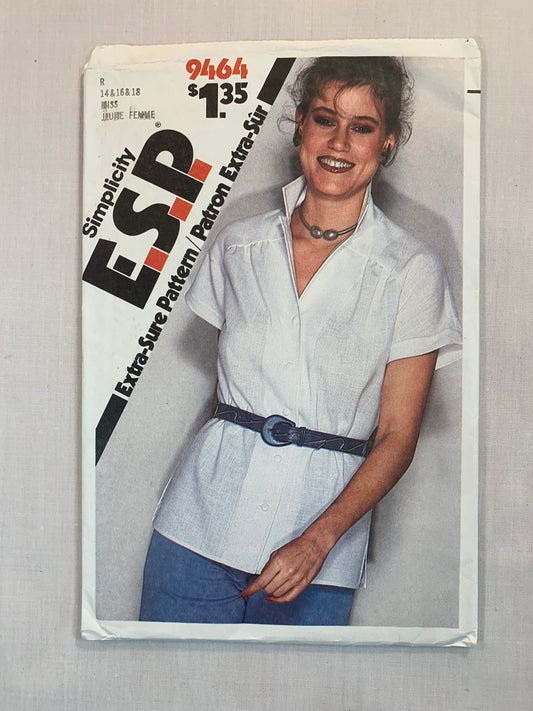 9464
$1.35
R
14&16&18
MISS
JEUNE FEMME
Simplicity
E.S.P.®
Extra-Sure Pattern/Patron Extra-Sûr